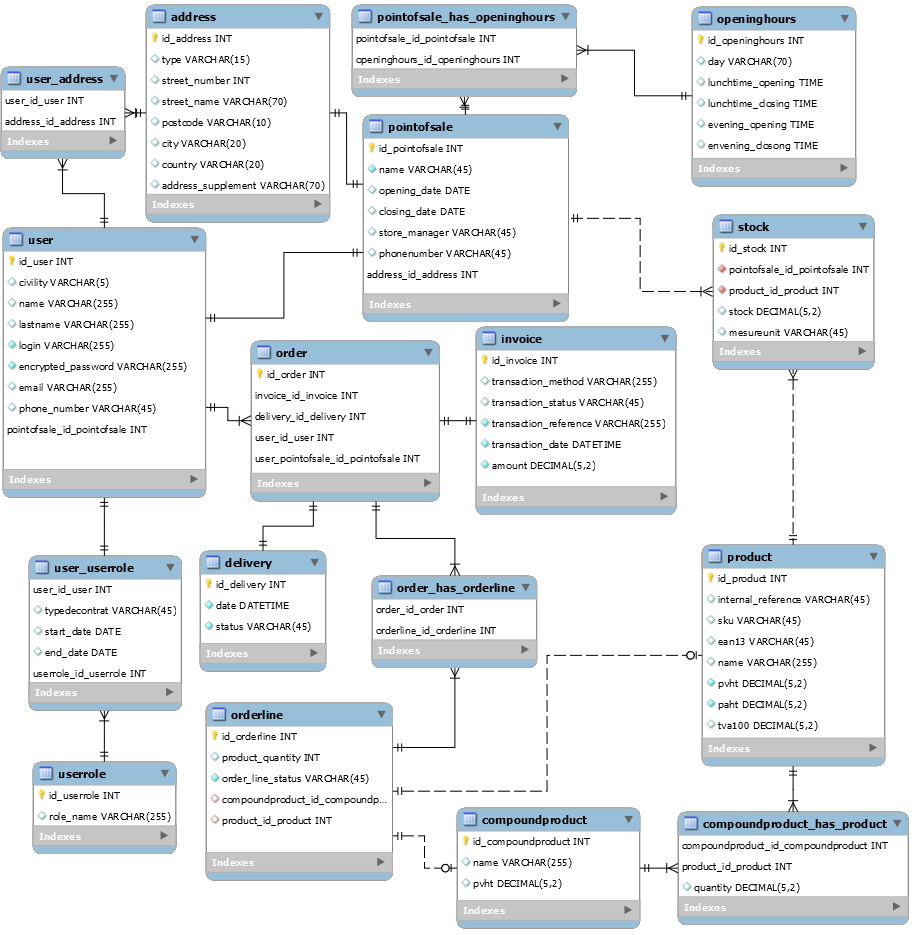 address
id_address INT
type VARCHAR(15)
street_number INT
street_name VARCHAR(70)
postcode VARCHAR(10)
city VARCHAR(20)
country VARCHAR(20)
address_supplement VARCHAR(70)
Indexes
pointofsale_has_openinghours
pointofsale_id_pointofsale INT
openinghours_id_openinghours INT
Indexes
openinghours
id_openinghours INT
day VARCHAR(70)
lunchtime_opening TIME
lunchtime_closing TIME
evening_opening TIME
envening_closong TIME
Indexes
user_address
user_id_user INT
address_id_address INT
Indexes
pointofsale
id_pointofsale INT
name VARCHAR(45)
opening_date DATE
closing_date DATE
store_manager VARCHAR(45)
phonenumber VARCHAR(45)
address_id_address INT
Indexes
stock
id_stock INT
pointofsale_id_pointofsale INT
product_id_product INT
stock DECIMAL(5,2)
mesureunit VARCHAR(45)
Indexes
user
id_user INT
civility VARCHAR(5)
name VARCHAR(255)
lastname VARCHAR(255)
login VARCHAR(255)
encrypted_password VARCHAR(255)
email VARCHAR(255)
phone_number VARCHAR(45)
pointofsale_id_pointofsale INT
Indexes
order
id_order INT
invoice_id_invoice INT
delivery_id_delivery INT
user_id_user INT
user_pointofsale_id_pointofsale INT
Indexes
invoice
id_invoice INT
transaction_method VARCHAR(255)
transaction_status VARCHAR(45)
transaction_reference VARCHAR(255)
transaction_date DATETIME
amount DECIMAL(5,2)
Indexes
user_userrole
user_id_user INT
typedecontrat VARCHAR(45)
start_date DATE
end_date DATE
userrole_id_userrole INT
Indexes
delivery
id_delivery INT
date DATETIME
status VARCHAR(45)
Indexes
order_has_orderline
order_id_order INT
orderline_id_orderline INT
Indexes
product
id_product INT
internal_reference VARCHAR(45)
sku VARCHAR(45)
ean13 VARCHAR(45)
name VARCHAR(255)
pvht DECIMAL(5,2)
paht DECIMAL(5,2)
tva100 DECIMAL(5,2)
Indexes
userrole
id_userrole INT
role_name VARCHAR(255)
Indexes
orderline
id_orderline INT
product_quantity INT
order_line_status VARCHAR(45)
compoundproduct_id_compoundp...
product_id_product INT
Indexes
compoundproduct
id_compoundproduct INT
name VARCHAR(255)
pvht DECIMAL(5,2)
Indexes
compoundproduct_has_product
compoundproduct_id_compoundproduct INT
product_id_product INT
quantity DECIMAL(5,2)
Indexes